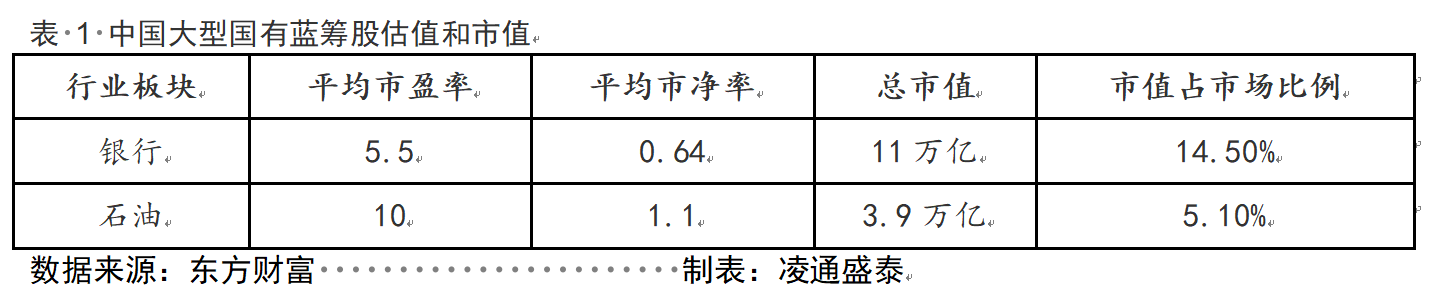 表 1 中国大型国有蓝筹股估值和市值
行业板块 平均市盈率 平均市净率 总市值 市值占市场比例
银行 5.5 0.64 11 万亿 14.50%
石油 10 1.1 3.9 万亿 5.10%
数据来源：东方财富 制表：凌通盛泰